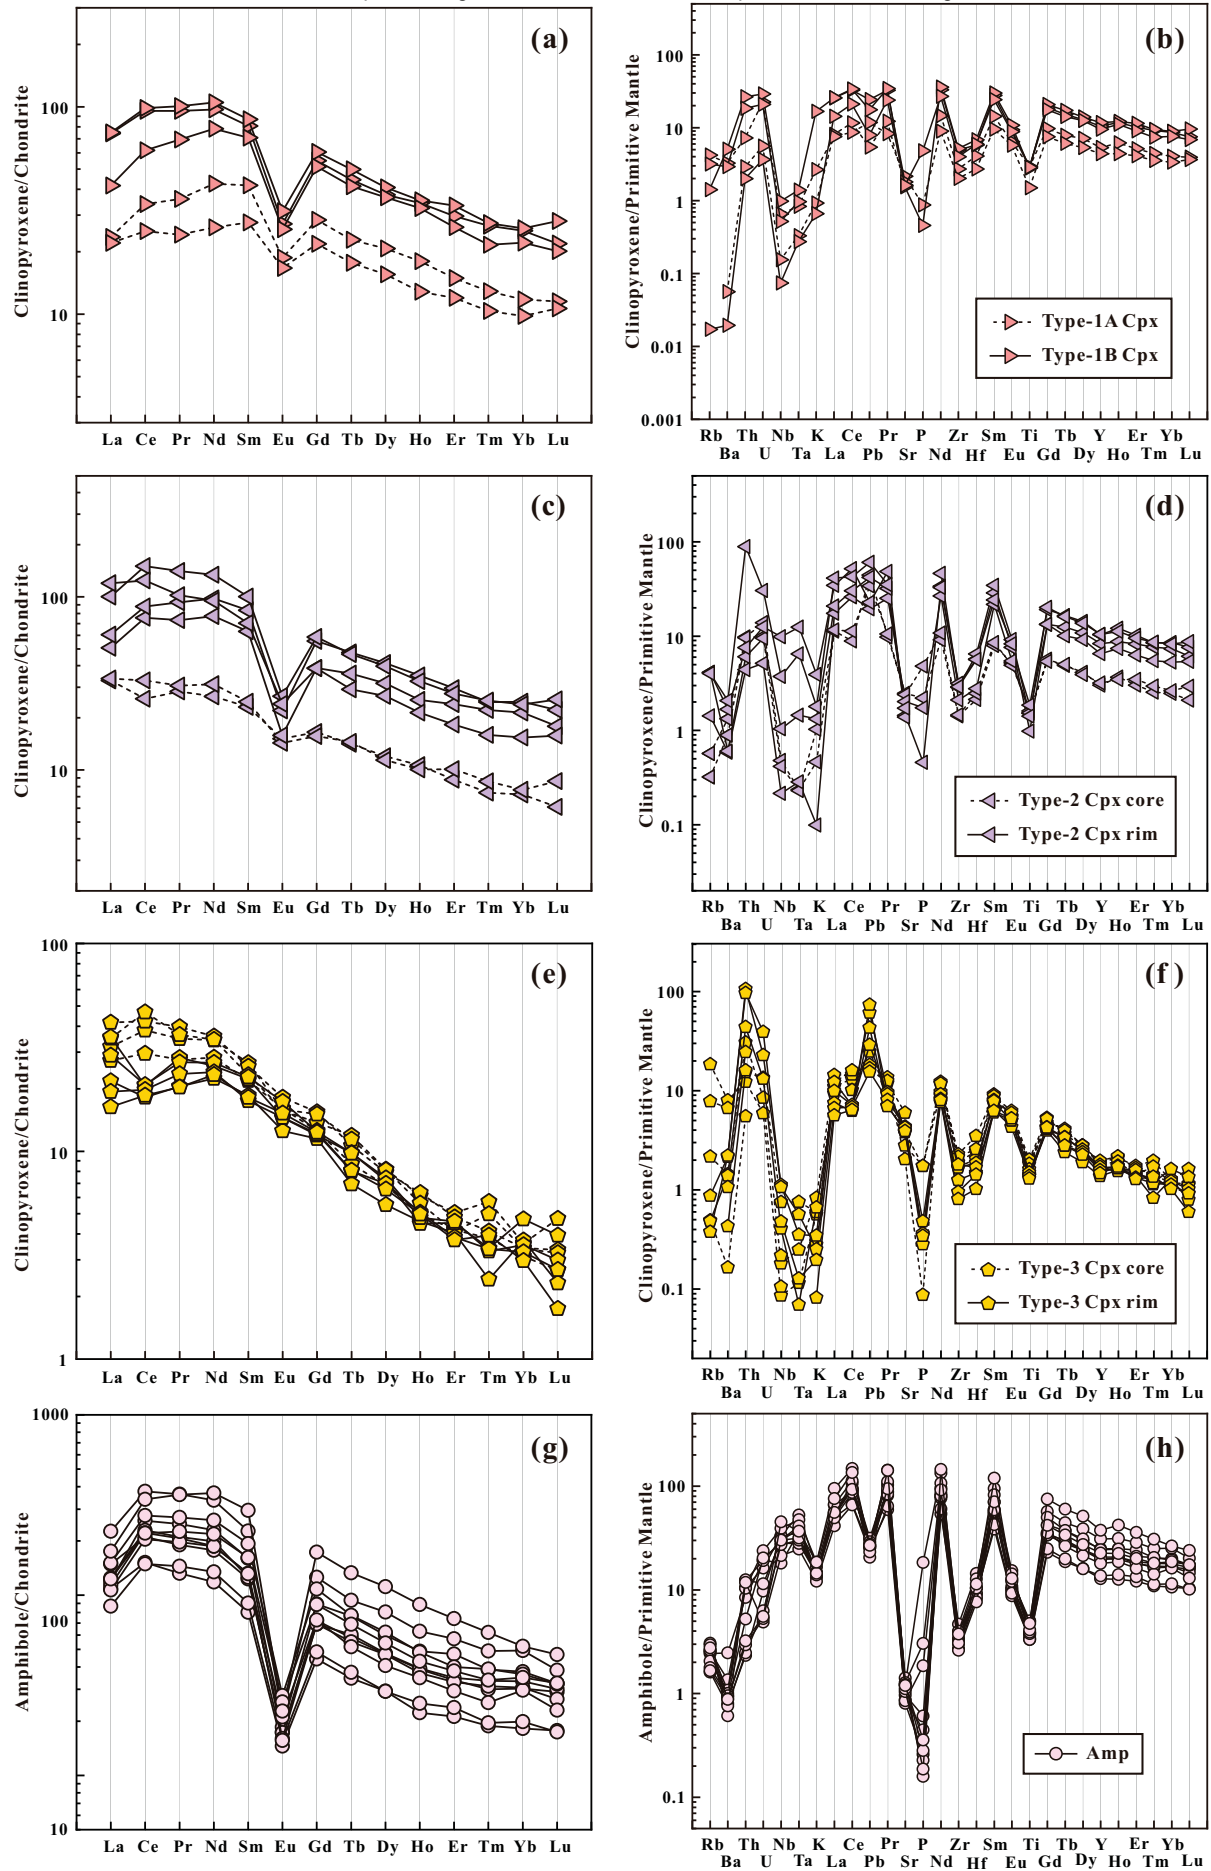 (a)
Clinopyroxene/Chondrite
100
10
La Ce Pr Nd Sm Eu Gd Tb Dy Ho Er Tm Yb Lu
(b)
Clinopyroxene/Primitive Mantle
100
10
1
0.1
0.01
0.001
Type-1A Cpx
Type-1B Cpx
Rb Th Nb K Ce Pr P Zr Sm Ti Tb Y Er Yb
Ba U Ta La Pb Sr Nd Hf Eu Gd Dy Ho Tm Lu
(c)
Clinopyroxene/Chondrite
100
10
La Ce Pr Nd Sm Eu Gd Tb Dy Ho Er Tm Yb Lu
(d)
Clinopyroxene/Primitive Mantle
100
10
1
0.1
Type-2 Cpx core
Type-2 Cpx rim
Rb Th Nb K Ce Pr P Zr Sm Ti Tb Y Er Yb
Ba U Ta La Pb Sr Nd Hf Eu Gd Dy Ho Tm Lu
(e)
Clinopyroxene/Chondrite
100
10
1
La Ce Pr Nd Sm Eu Gd Tb Dy Ho Er Tm Yb Lu
(f)
Clinopyroxene/Primitive Mantle
100
10
1
0.1
Type-3 Cpx core
Type-3 Cpx rim
Rb Th Nb K Ce Pr P Zr Sm Ti Tb Y Er Yb
Ba U Ta La Pb Sr Nd Hf Eu Gd Dy Ho Tm Lu
(g)
Amphibole/Chondrite
1000
100
10
La Ce Pr Nd Sm Eu Gd Tb Dy Ho Er Tm Yb Lu
(h)
Amphibole/Primitive Mantle
100
10
1
0.1
Amp
Rb Th Nb K Ce Pr P Zr Sm Ti Tb Y Er Yb
Ba U Ta La Pb Sr Nd Hf Eu Gd Dy Ho Tm Lu